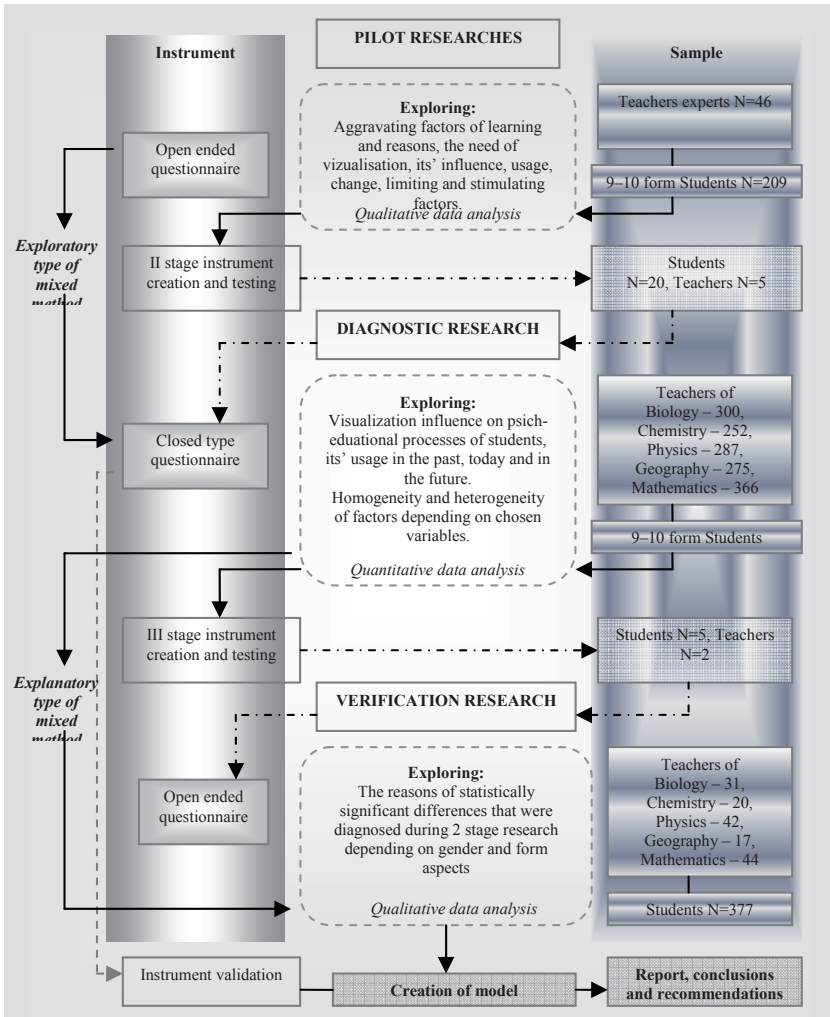 PILOT RESEARCHES
Instrument
Sample
Exploring:
Aggravating factors of learning
and reasons, the need of
vizualisation, its' influence, usage,
change, limiting and stimulating
factors.
Qualitative data analysis
Teachers experts N=46
Open ended
questionnaire
9–10 form Students N=209
Exploratory
type of
mixed
method
II stage instrument
creation and testing
Students
N=20, Teachers N=5
DIAGNOSTIC RESEARCH
Exploring:
Visualization influence on psich-
eduational processes of students,
its' usage in the past, today and in
the future.
Homogeneity and heterogeneity
of factors depending on chosen
variables.
Quantitative data analysis
Closed type
questionnaire
Teachers of
Biology – 300,
Chemistry – 252,
Physics – 287,
Geography – 275,
Mathematics – 366
9–10 form Students
III stage instrument
creation and testing
Students N=5, Teachers
N=2
Explanatory
type of
mixed
method
VERIFICATION RESEARCH
Exploring:
The reasons of statistically
significant differences that were
diagnosed during 2 stage research
depending on gender and form
aspects
Qualitative data analysis
Open ended
questionnaire
Teachers of
Biology – 31,
Chemistry – 20,
Physics – 42,
Geography – 17,
Mathematics – 44
Students N=377
Instrument validation
Creation of model
Report, conclusions
and recommendations